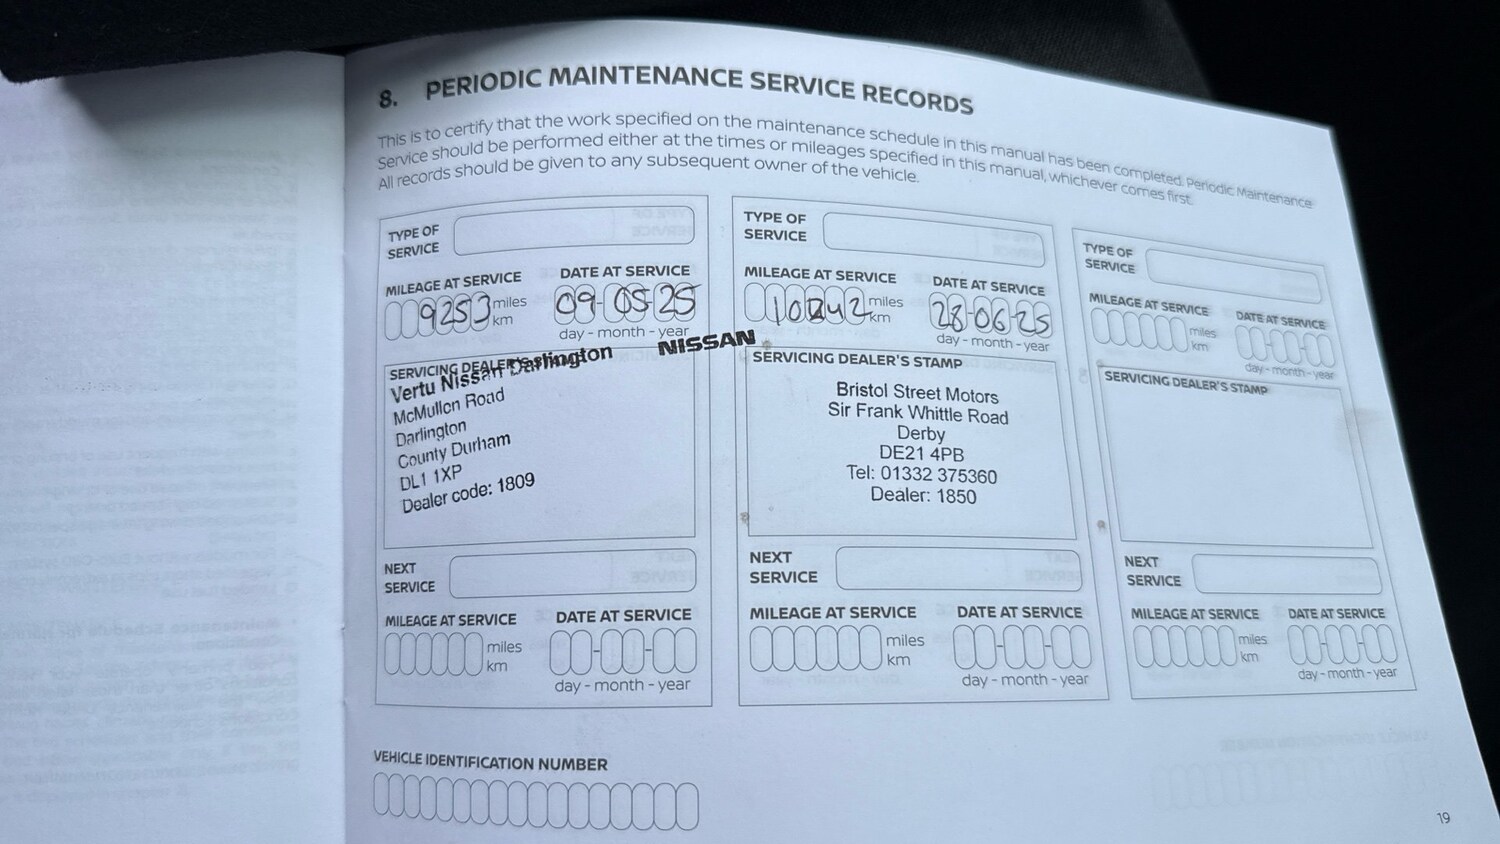 8. PERIODIC MAINTENANCE SERVICE RECORDS
This is to certify that the work specified on the maintenance schedule in this manual has been completed. Periodic Maintenance
Service should be performed either at the times or mileages specified in this manual, whichever comes first.
All records should be given to any subsequent owner of the vehicle.
TYPE OF
SERVICE
MILEAGE AT SERVICE
DATE AT SERVICE
9253 miles
km
09-05-25
day - month - year
NISSAN
SERVICING DEALER'S STAMP
Vertu Nissan Darlington
McMullen Road
Darlington
County Durham
DL1 1XP
Dealer code: 1809
NEXT
SERVICE
MILEAGE AT SERVICE
DATE AT SERVICE
miles
km
day - month - year
TYPE OF
SERVICE
MILEAGE AT SERVICE
DATE AT SERVICE
10242 miles
km
28-06-25
day - month - year
SERVICING DEALER'S STAMP
Bristol Street Motors
Sir Frank Whittle Road
Derby
DE21 4PB
Tel: 01332 375360
Dealer: 1850
NEXT
SERVICE
MILEAGE AT SERVICE
DATE AT SERVICE
miles
km
day - month - year
TYPE OF
SERVICE
MILEAGE AT SERVICE
DATE AT SERVICE
miles
km
day - month - year
SERVICING DEALER'S STAMP
NEXT
SERVICE
MILEAGE AT SERVICE
DATE AT SERVICE
miles
km
day - month - year
VEHICLE IDENTIFICATION NUMBER
19